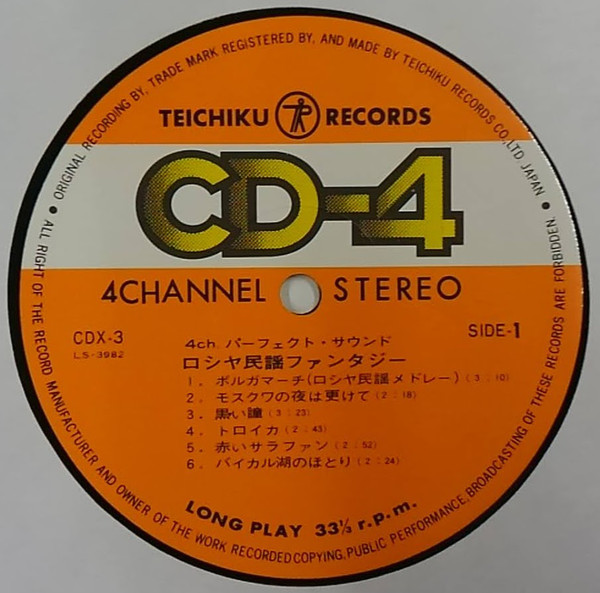 • ORIGINAL RECORDING BY, TRADE MARK REGISTERED BY, AND MADE BY TEICHIKU RECORDS CO., LTD. JAPAN •
TEICHIKU RECORDS
CD-4
4CHANNEL STEREO
CDX-3
LS-3982
SIDE-1
4ch. パーフェクト・サウンド
ロシヤ民謡ファンタジー
1. ボルガマーチ(ロシヤ民謡メドレー)(3:10)
2. モスクワの夜は更けて(2:18)
3. 黒い瞳(3:23)
4. トロイカ(2:43)
5. 赤いサラファン(2:52)
6. バイカル湖のほとり(2:24)
LONG PLAY 33⅓ r.p.m.
ALL RIGHT OF THE RECORD MANUFACTURER AND OWNER OF THE WORK RECORDED COPYING, PUBLIC PERFORMANCE, BROADCASTING OF THESE RECORDS ARE FORBIDDEN.